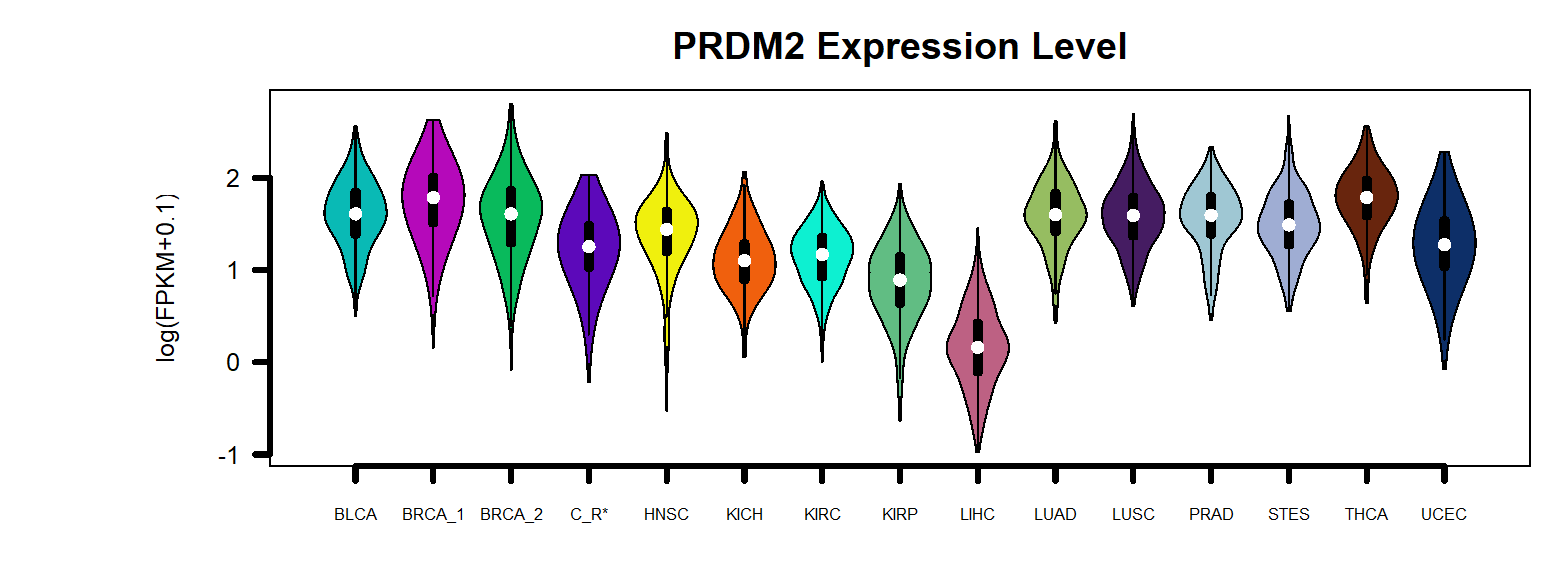 PRDM2 Expression Level
log(FPKM+0.1)
2
1
0
-1
BLCA BRCA_1 BRCA_2 C_R* HNSC KICH KIRC KIRP LIHC LUAD LUSC PRAD STES THCA UCEC